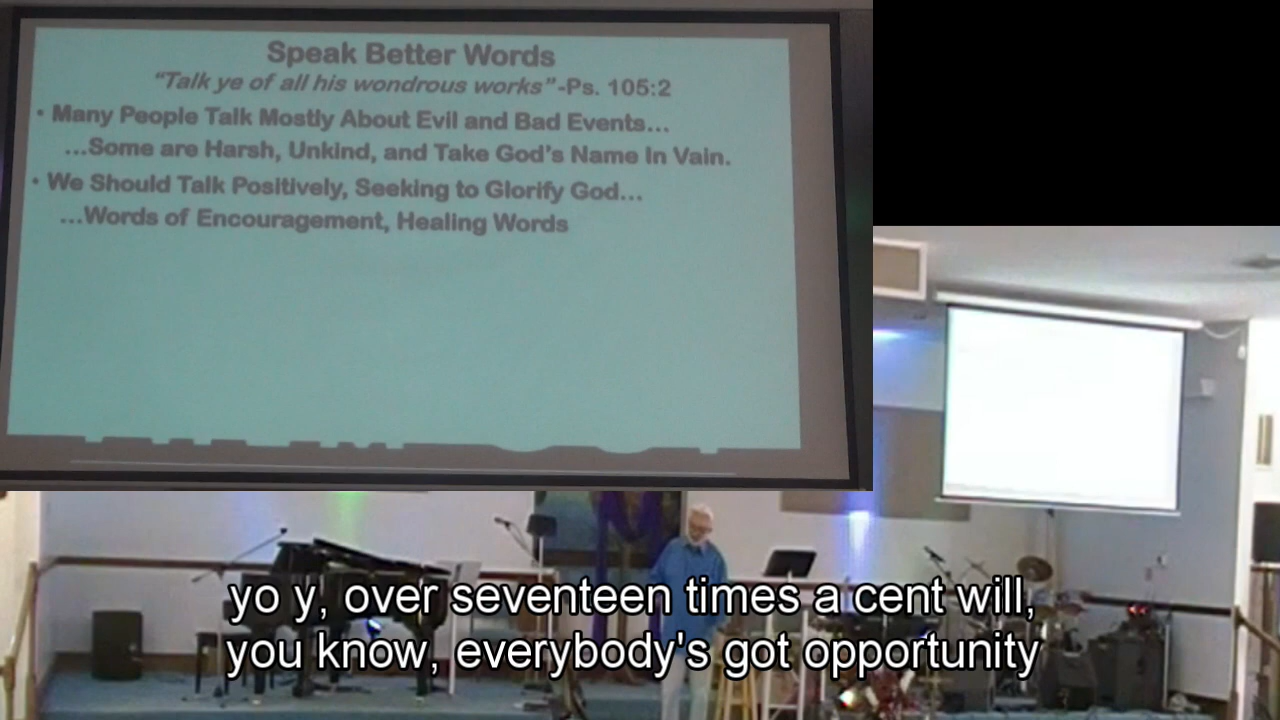 Speak Better Words
“Talk ye of all his wondrous works” -Ps. 105:2
• Many People Talk Mostly About Evil and Bad Events...
...Some are Harsh, Unkind, and Take God's Name In Vain.
• We Should Talk Positively, Seeking to Glorify God...
...Words of Encouragement, Healing Words
yo y, over seventeen times a cent will,
you know, everybody's got opportunity